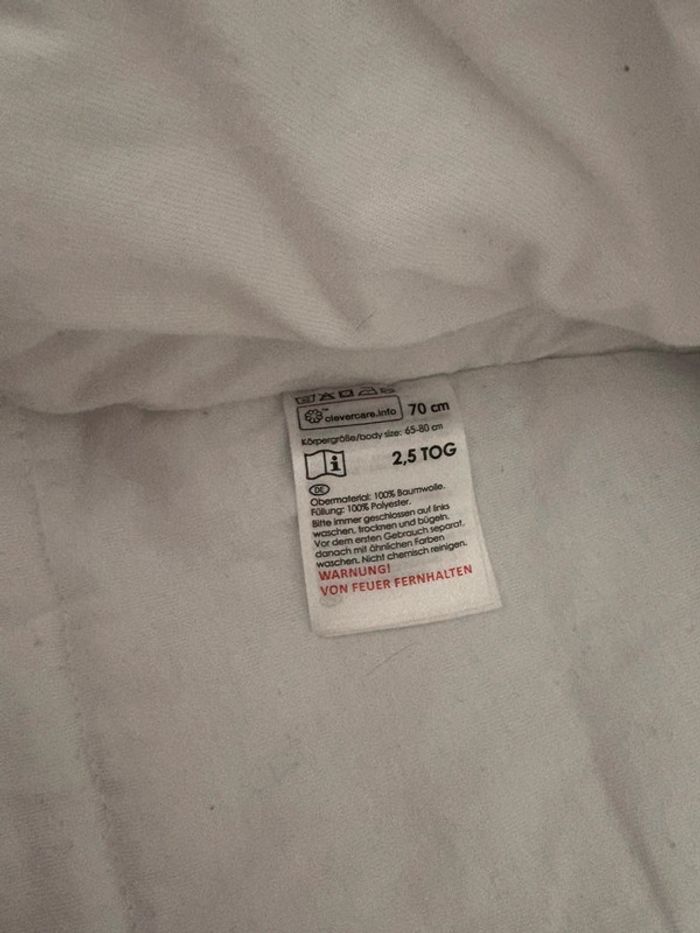 clevercare.info 70 cm
Körpergröße/body size: 65-80 cm
2,5 TOG
DE
Obermaterial: 100% Baumwolle.
Füllung: 100% Polyester.
Bitte immer geschlossen auf links
waschen, trocknen und bügeln.
Vor dem ersten Gebrauch separat,
danach mit ähnlichen Farben
waschen. Nicht chemisch reinigen.
WARNUNG!
VON FEUER FERNHALTEN